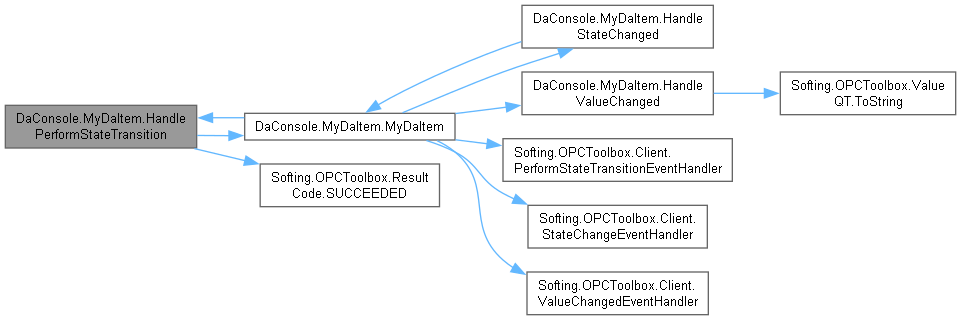 DaConsole.MyDaItem.Handle
StateChanged
DaConsole.MyDaItem.Handle
ValueChanged
Softing.OPCToolbox.Value
QT.ToString
DaConsole.MyDaItem.Handle
PerformStateTransition
DaConsole.MyDaItem.MyDaItem
Softing.OPCToolbox.Client.
PerformStateTransitionEventHandler
Softing.OPCToolbox.Result
Code.SUCCEEDED
Softing.OPCToolbox.Client.
StateChangeEventHandler
Softing.OPCToolbox.Client.
ValueChangedEventHandler